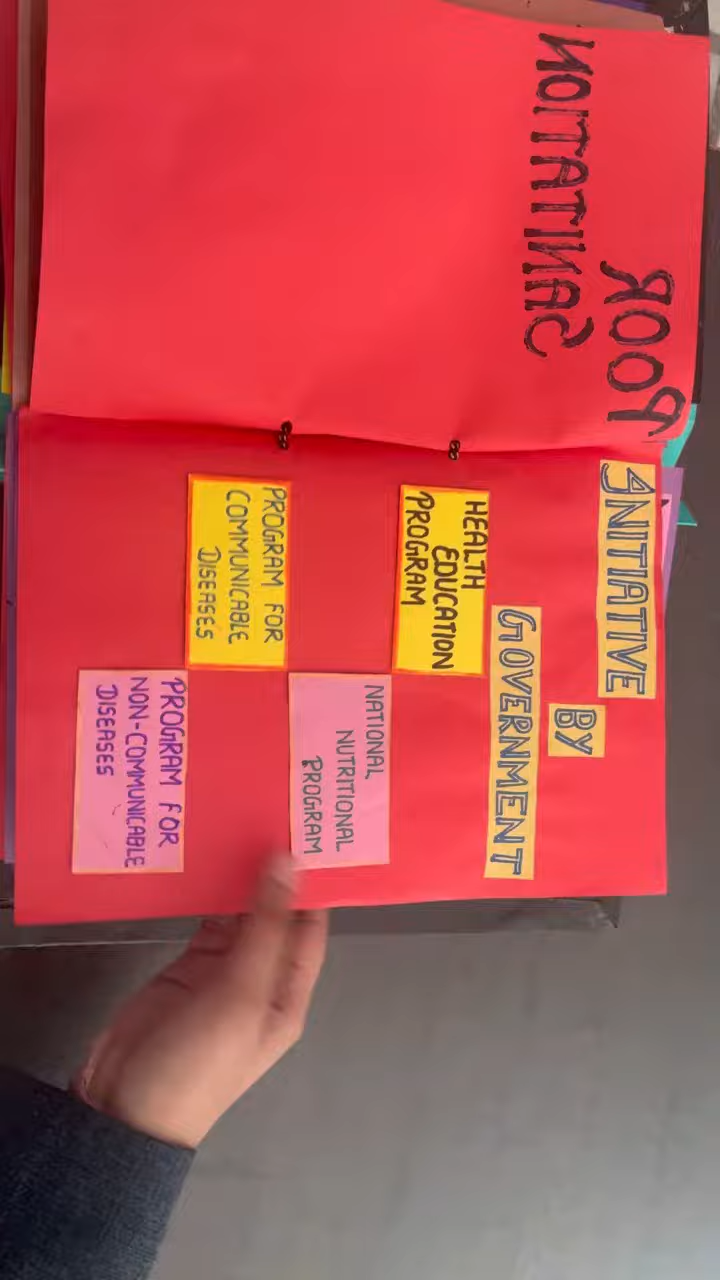 POOR
SANITATION
INITIATIVE
BY
GOVERNMENT
HEALTH
EDUCATION
PROGRAM
NATIONAL
NUTRITIONAL
PROGRAM
PROGRAM FOR
COMMUNICABLE
DISEASES
PROGRAM FOR
NON-COMMUNICABLE
DISEASES